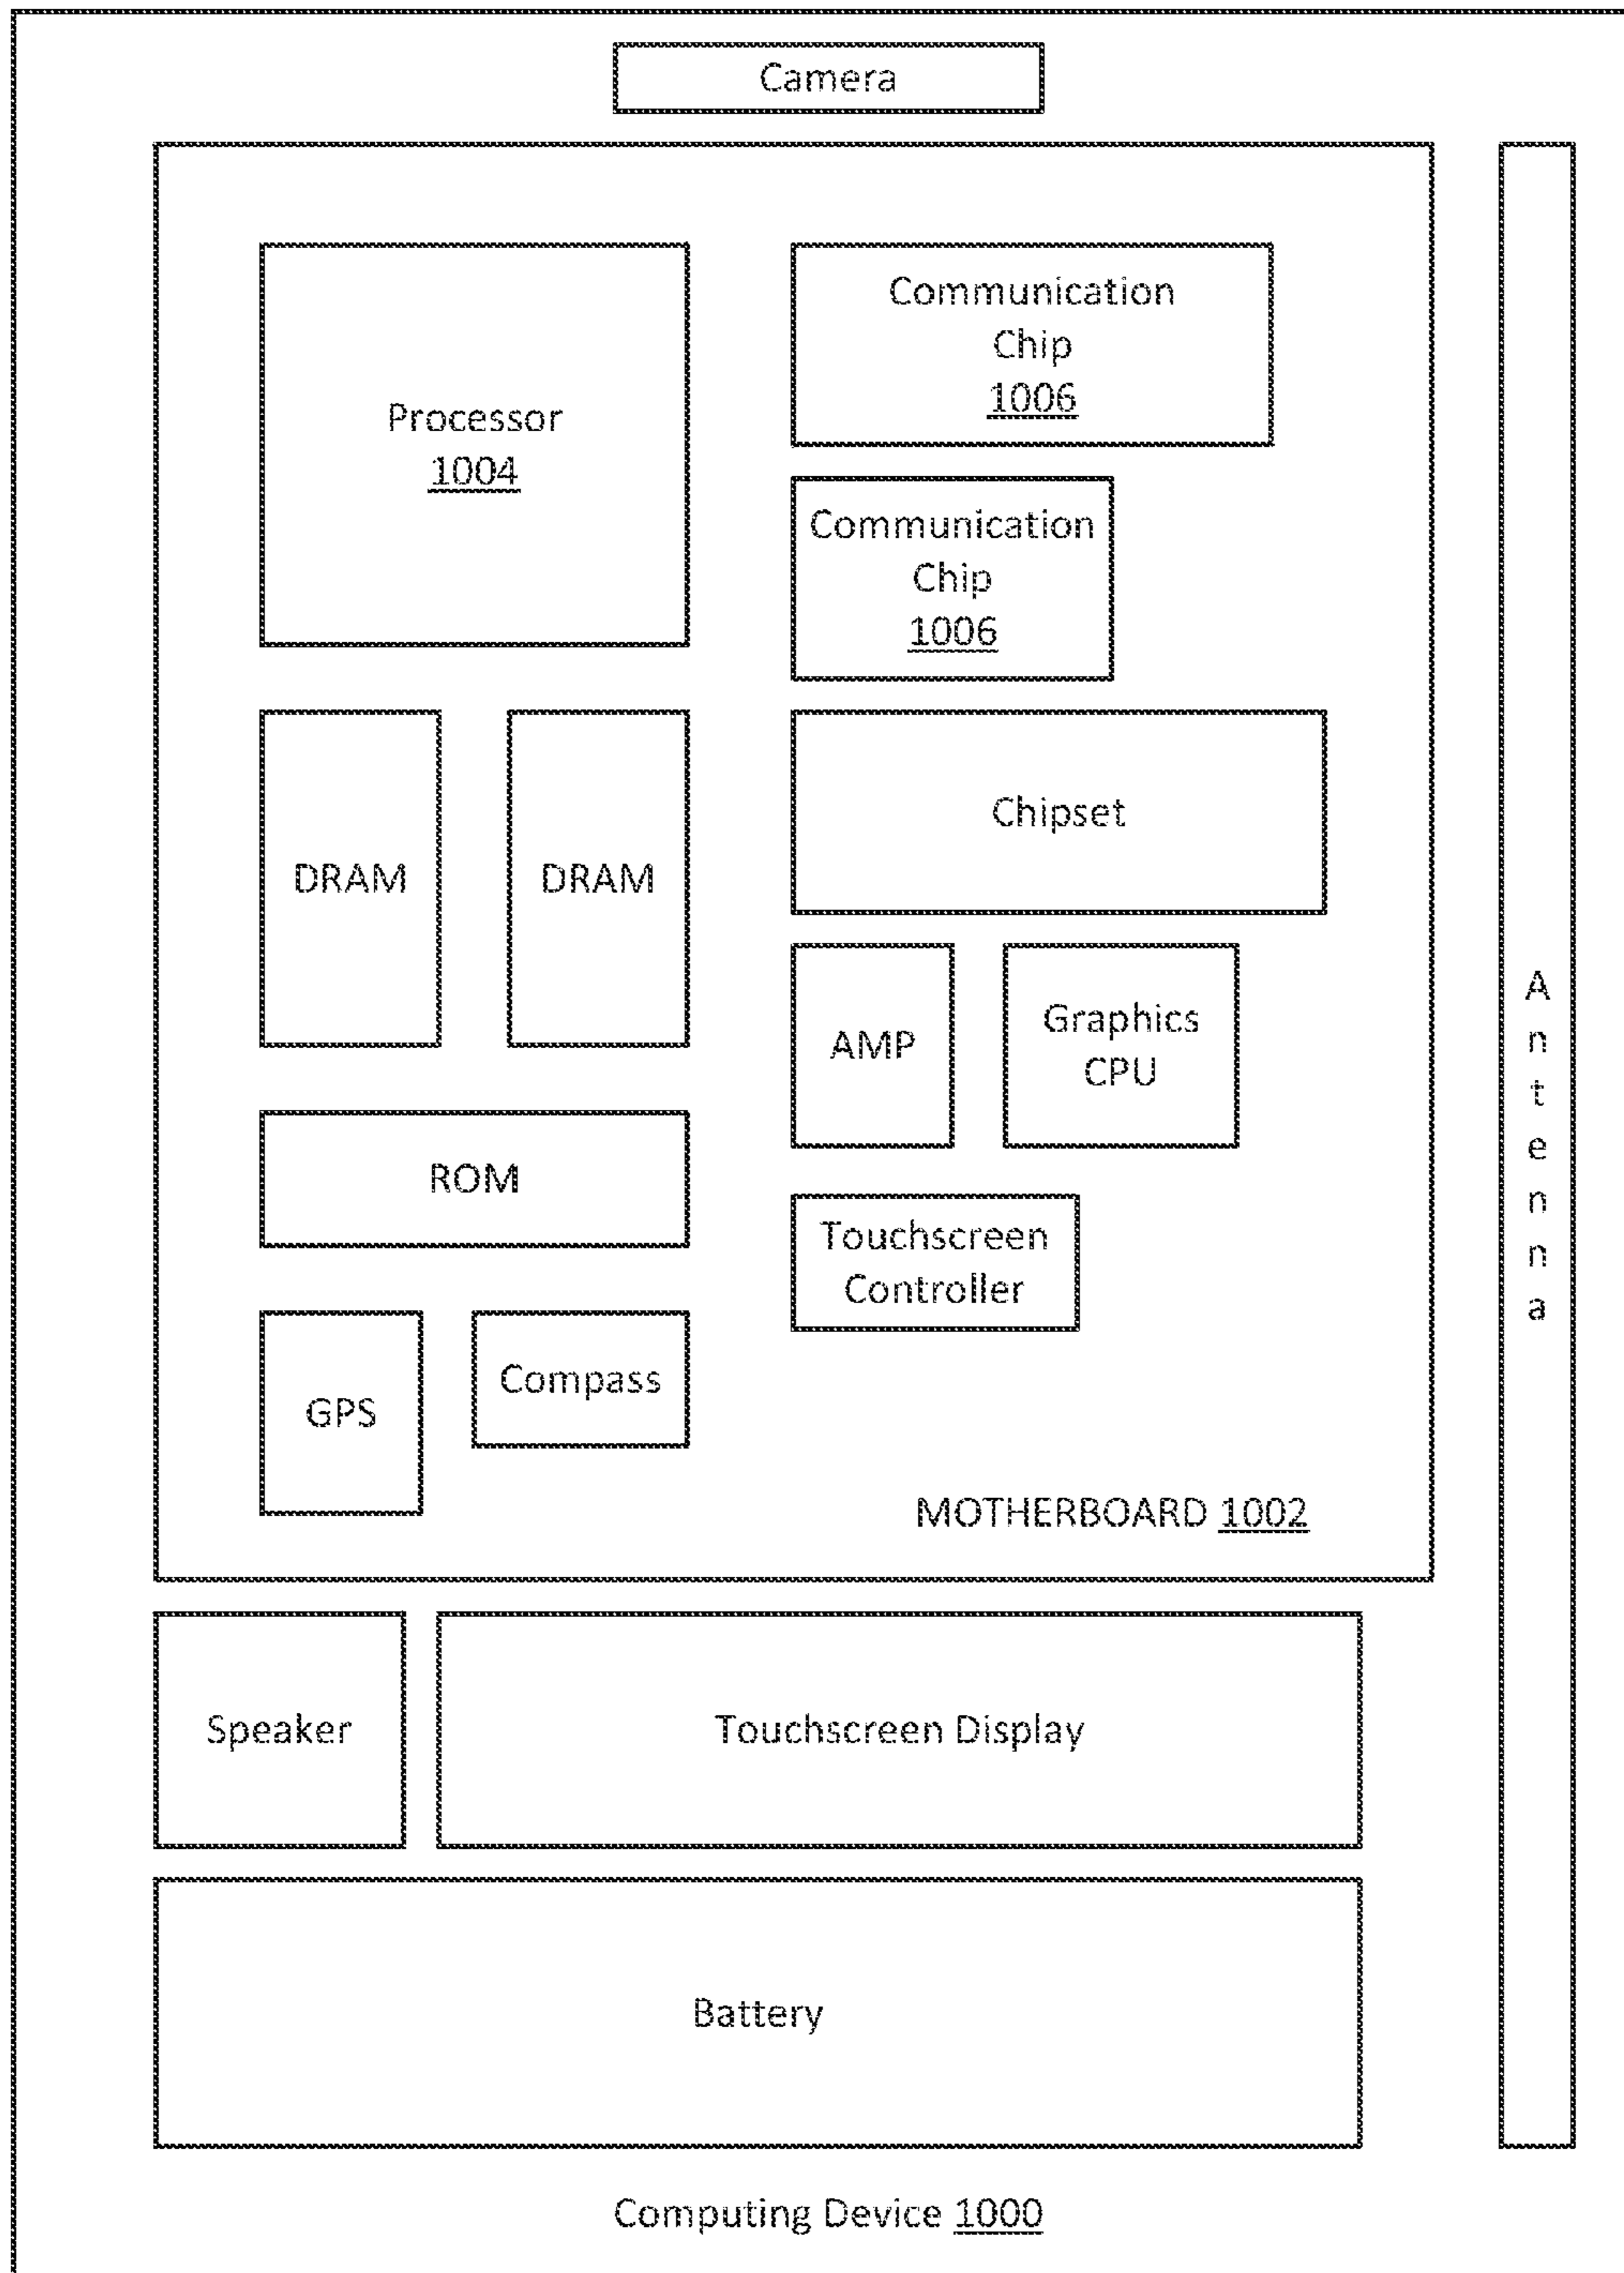 Camera
Processor
1004
Communication
Chip
1006
Communication
Chip
1006
DRAM
DRAM
Chipset
AMP
Graphics
CPU
ROM
Touchscreen
Controller
GPS
Compass
MOTHERBOARD 1002
Antenna
Speaker
Touchscreen Display
Battery
Computing Device 1000